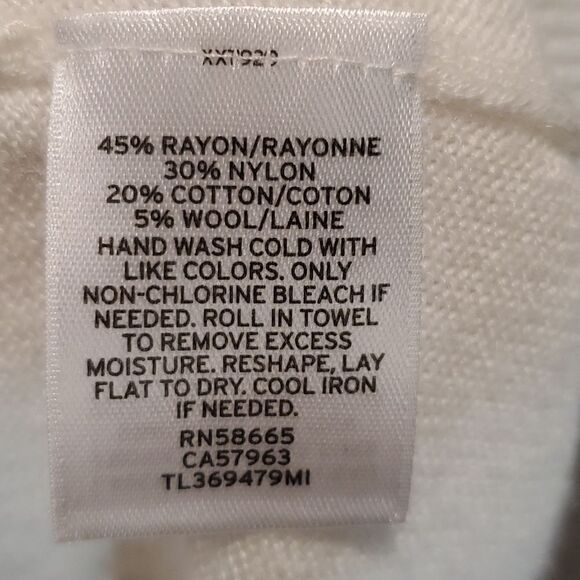 45% RAYON/RAYONNE
30% NYLON
20% COTTON/COTON
5% WOOL/LAINE
HAND WASH COLD WITH
LIKE COLORS. ONLY
NON-CHLORINE BLEACH IF
NEEDED. ROLL IN TOWEL
TO REMOVE EXCESS
MOISTURE. RESHAPE, LAY
FLAT TO DRY. COOL IRON
IF NEEDED.
RN58665
CA57963
TL369479MI